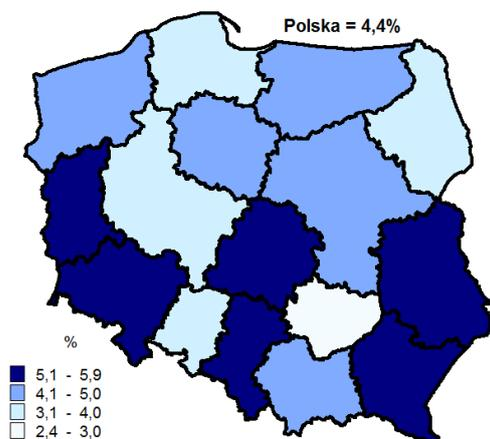 Polska = 4,4%
%
5,1 - 5,9
4,1 - 5,0
3,1 - 4,0
2,4 - 3,0